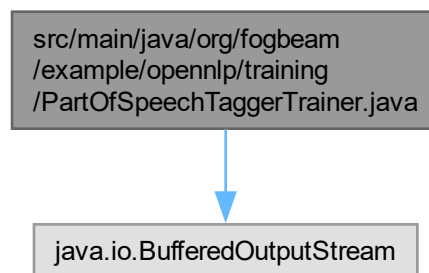 src/main/java/org/fogbeam
/example/opennlp/training
/PartOfSpeechTaggerTrainer.java
java.io.BufferedOutputStream